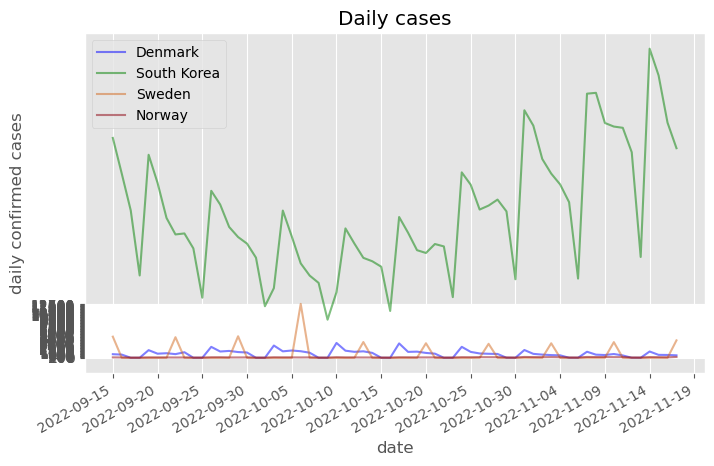 Daily cases
Denmark
South Korea
Sweden
Norway
daily confirmed cases
2022-09-15
2022-09-20
2022-09-25
2022-09-30
2022-10-05
2022-10-10
2022-10-15
2022-10-20
2022-10-25
2022-10-30
2022-11-04
2022-11-09
2022-11-14
2022-11-19
date